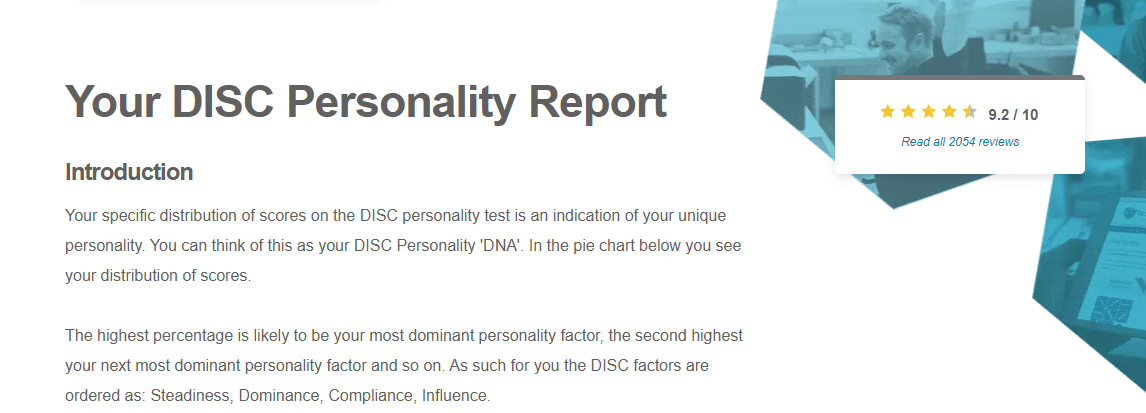 Your DISC Personality Report
9.2 / 10
Read all 2054 reviews
Introduction
Your specific distribution of scores on the DISC personality test is an indication of your unique
personality. You can think of this as your DISC Personality 'DNA'. In the pie chart below you see
your distribution of scores.
The highest percentage is likely to be your most dominant personality factor, the second highest
your next most dominant personality factor and so on. As such for you the DISC factors are
ordered as: Steadiness, Dominance, Compliance, Influence.